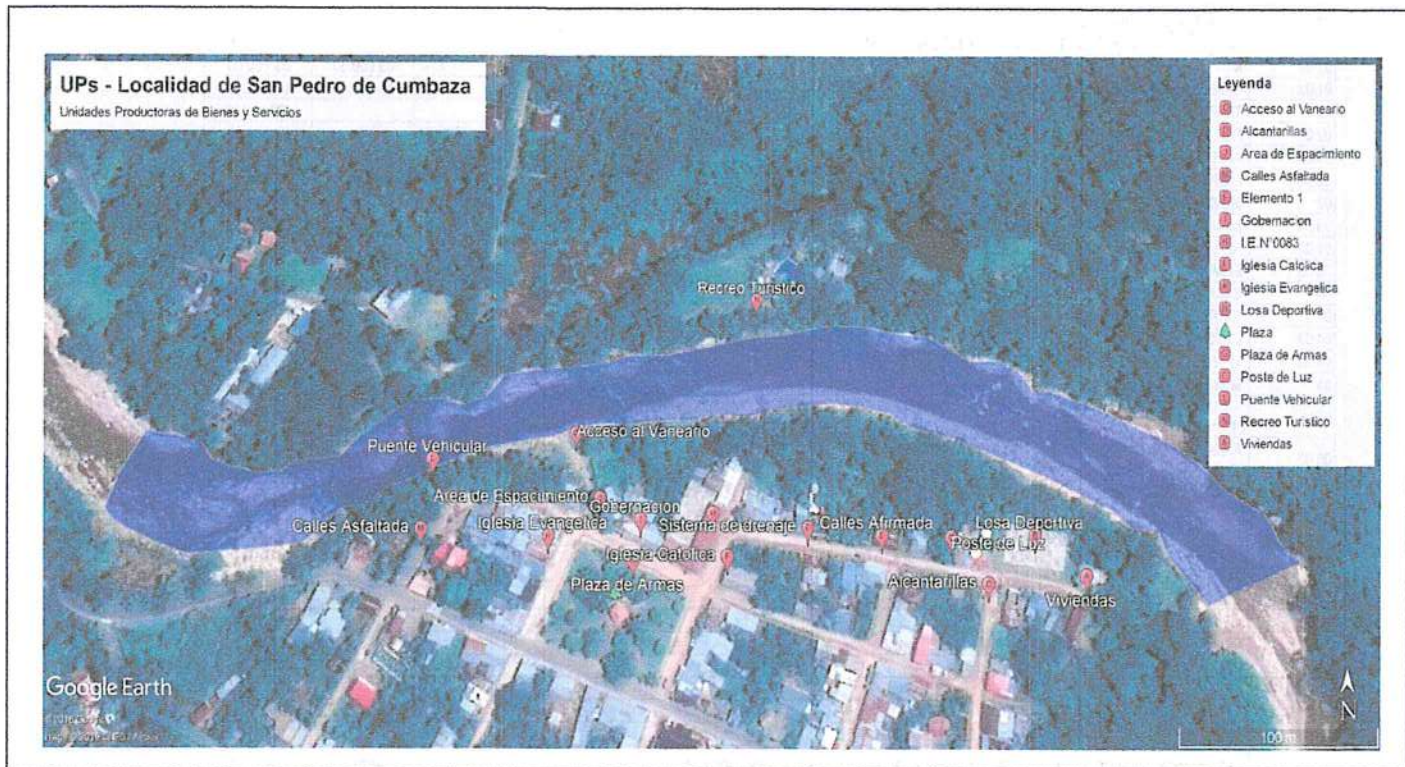 UPs - Localidad de San Pedro de Cumbaza
Unidades Productoras de Bienes y Servicios
Leyenda
Acceso al Vaneario
Alcantarillas
Area de Espacimiento
Calles Asfaltada
Elemento 1
Gobernacion
I.E.N°0083
Iglesia Catolica
Iglesia Evangelica
Losa Deportiva
Plaza
Plaza de Armas
Poste de Luz
Puente Vehicular
Recreo Turistico
Viviendas
Recreo Turistico
Acceso al Vaneario
Puente Vehicular
Area de Espacimiento
Gobernacion
Calles Asfaltada
Iglesia Evangelica
Sistema de drenaje
Calles Afirmada
Losa Deportiva
Poste de Luz
Iglesia Catolica
Plaza de Armas
Alcantarillas
Viviendas
Google Earth
N
100 m